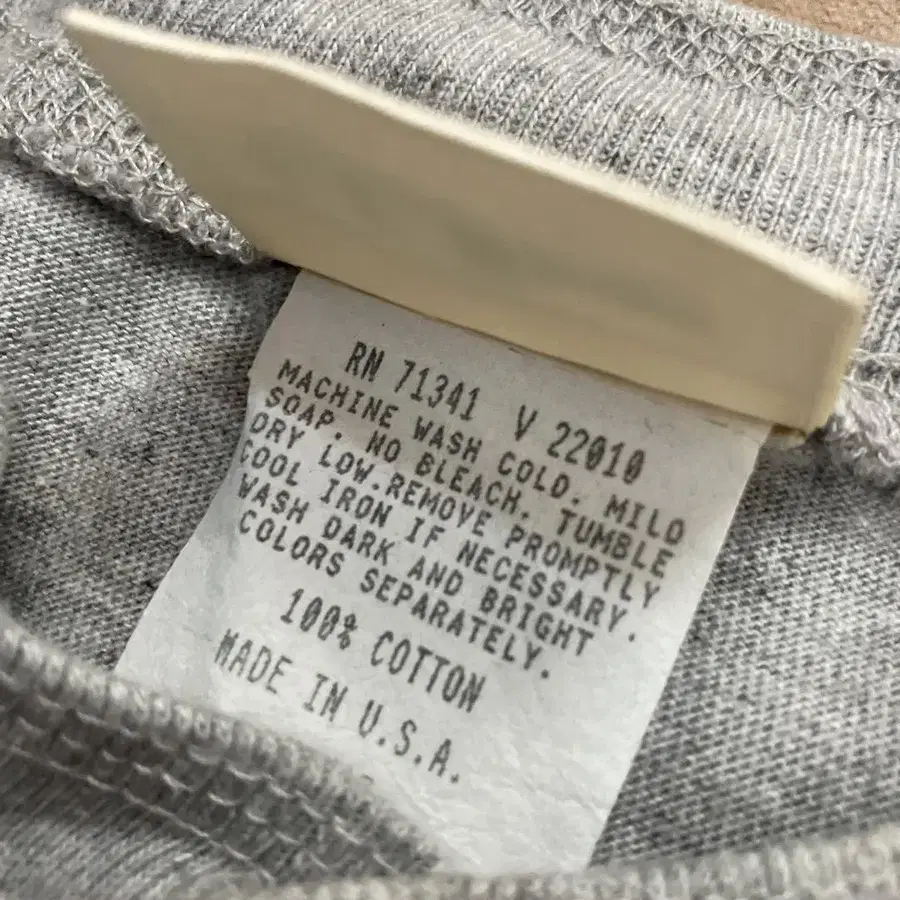 RN 71341 V 22010
MACHINE WASH COLD. MILD
SOAP. NO BLEACH. TUMBLE
DRY LOW.REMOVE PROMPTLY
COOL IRON IF NECESSARY.
WASH DARK AND BRIGHT
COLORS SEPARATELY.
100% COTTON
MADE IN U.S.A.